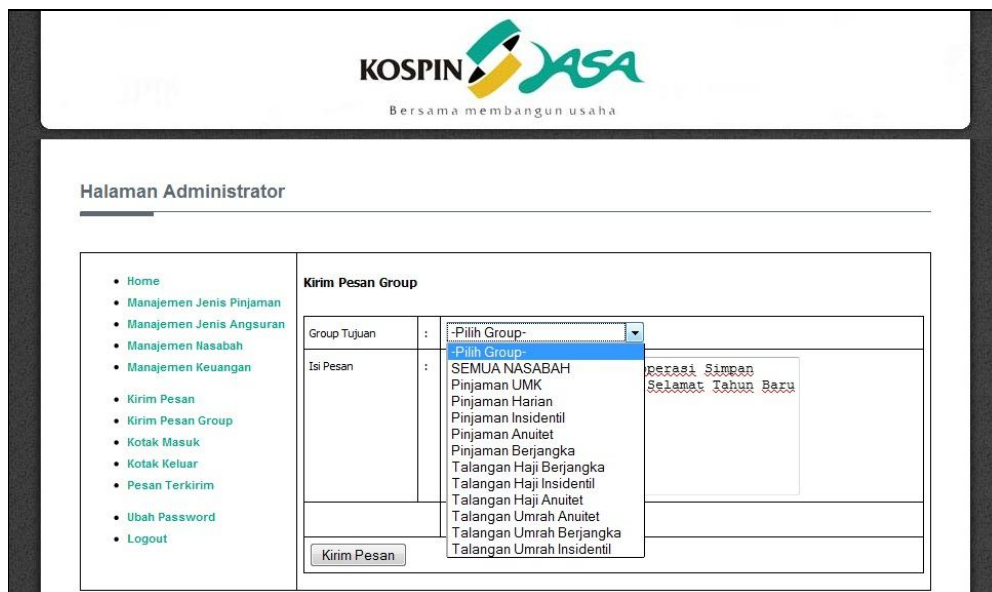 KOSPIN JASA
Bersama membangun usaha
Halaman Administrator
Home
Manajemen Jenis Pinjaman
Manajemen Jenis Angsuran
Manajemen Nasabah
Manajemen Keuangan
Kirim Pesan
Kirim Pesan Group
Kotak Masuk
Kotak Keluar
Pesan Terkirim
Ubah Password
Logout
Kirim Pesan Group
Group Tujuan : -Pilih Group-
-Pilih Group-
SEMUA NASABAH
Pinjaman UMK
Pinjaman Harian
Pinjaman Insidentil
Pinjaman Anuitet
Pinjaman Berjangka
Talangan Haji Berjangka
Talangan Haji Insidentil
Talangan Haji Anuitet
Talangan Umrah Anuitet
Talangan Umrah Berjangka
Talangan Umrah Insidentil
Isi Pesan :
Simpan
Selamat Tahun Baru
Kirim Pesan